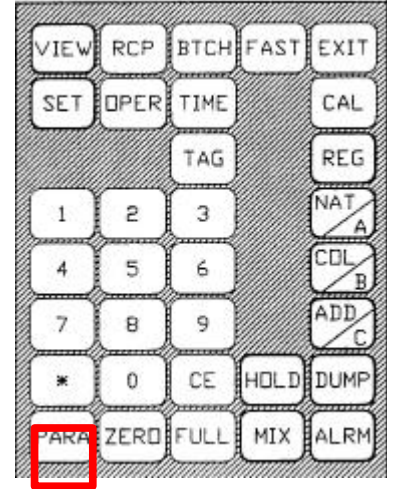 VIEW RCP BTCH FAST EXIT
SET OPER TIME CAL
TAG REG
1 2 3 NAT/A
4 5 6 COL/B
7 8 9 ADD/C
* 0 CE HOLD DUMP
PARA ZERO FULL MIX ALRM